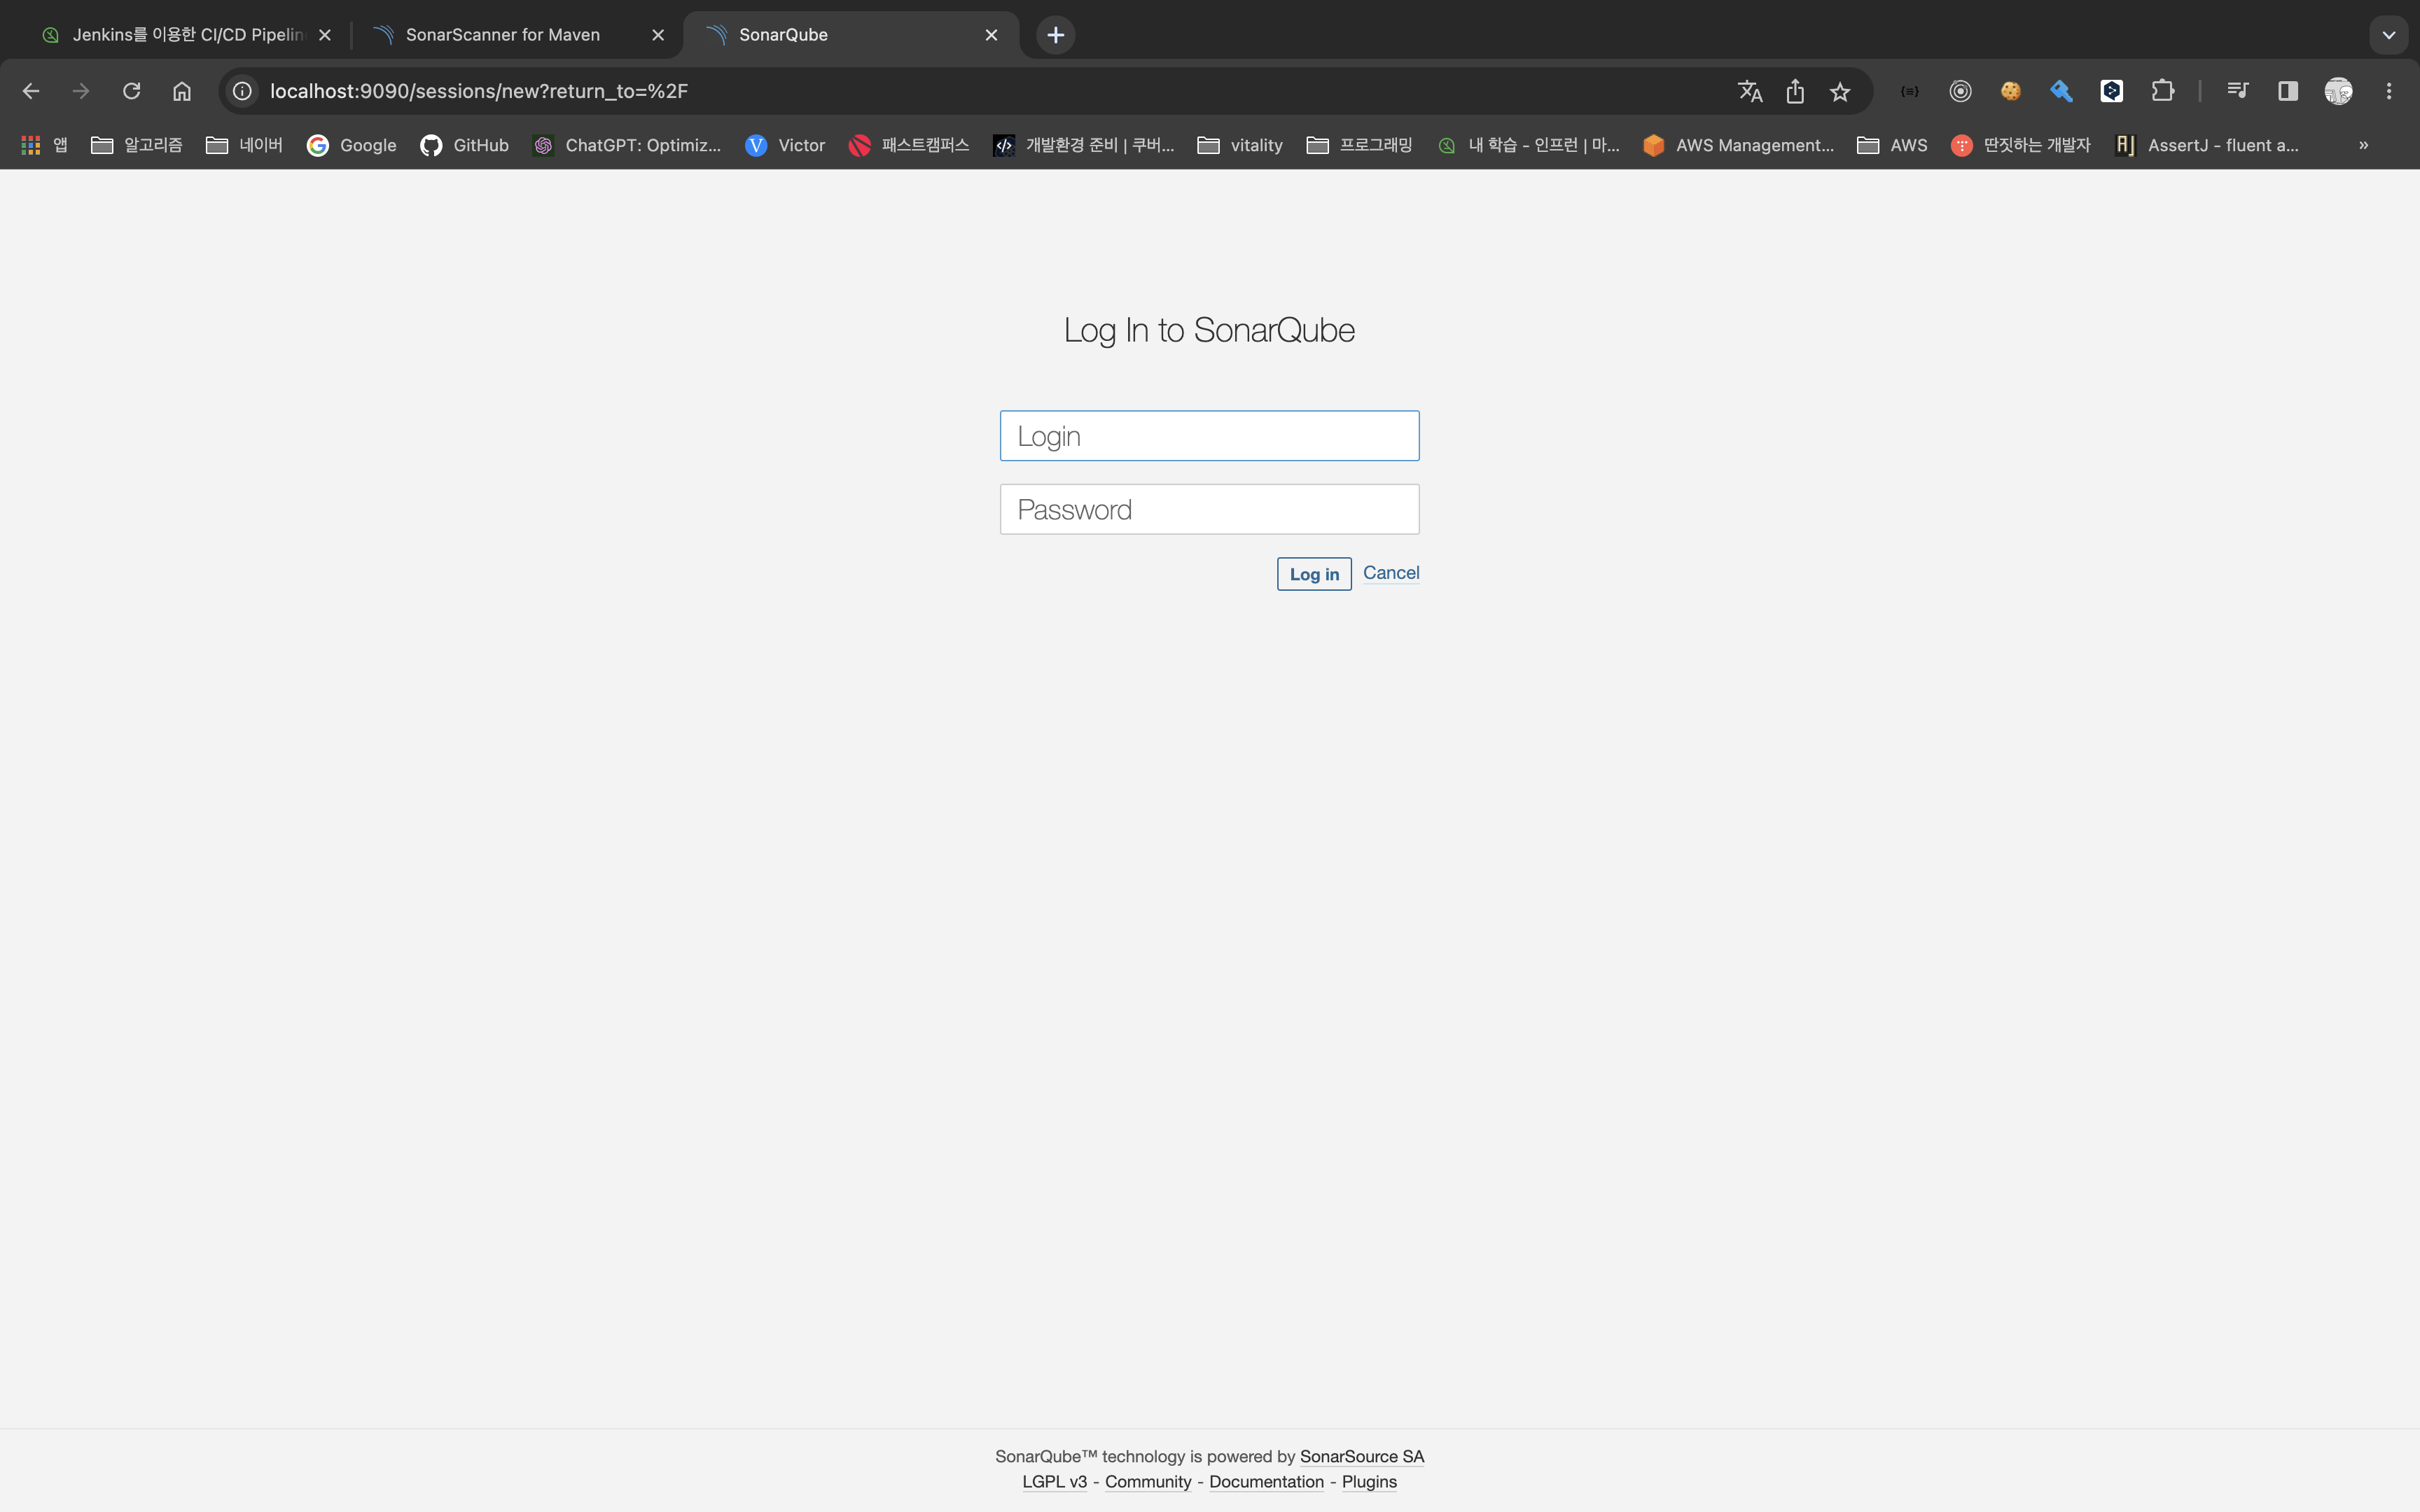 Jenkins를 이용한 CI/CD Pipelin
SonarScanner for Maven
SonarQube
localhost:9090/sessions/new?return_to=%2F
앱 알고리즘 네이버 Google GitHub ChatGPT: Optimiz... Victor 패스트캠퍼스 개발환경 준비 | 쿠버... vitality 프로그래밍 내 학습 - 인프런 | 마... AWS Management... AWS 딴짓하는 개발자 AssertJ - fluent a... »
Log In to SonarQube
Login
Password
Log in Cancel
SonarQube™ technology is powered by SonarSource SA
LGPL v3 - Community - Documentation - Plugins